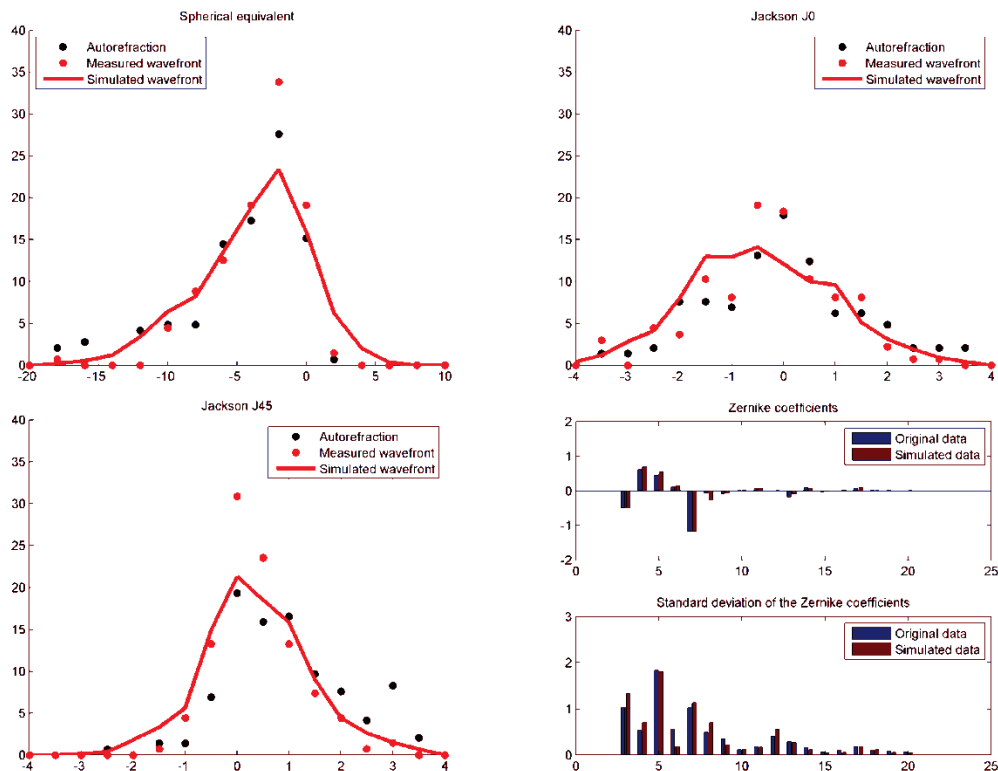 Spherical equivalent
40
35
30
25
20
15
10
5
0
-20 -15 -10 -5 0 5 10
Autorefraction
Measured wavefront
Simulated wavefront
Jackson J0
40
35
30
25
20
15
10
5
0
-4 -3 -2 -1 0 1 2 3 4
Autorefraction
Measured wavefront
Simulated wavefront
Jackson J45
40
35
30
25
20
15
10
5
0
-4 -3 -2 -1 0 1 2 3 4
Autorefraction
Measured wavefront
Simulated wavefront
Zernike coefficients
2
1
0
-1
-2
0 5 10 15 20 25
Original data
Simulated data
Standard deviation of the Zernike coefficients
3
2
1
0
0 5 10 15 20 25
Original data
Simulated data